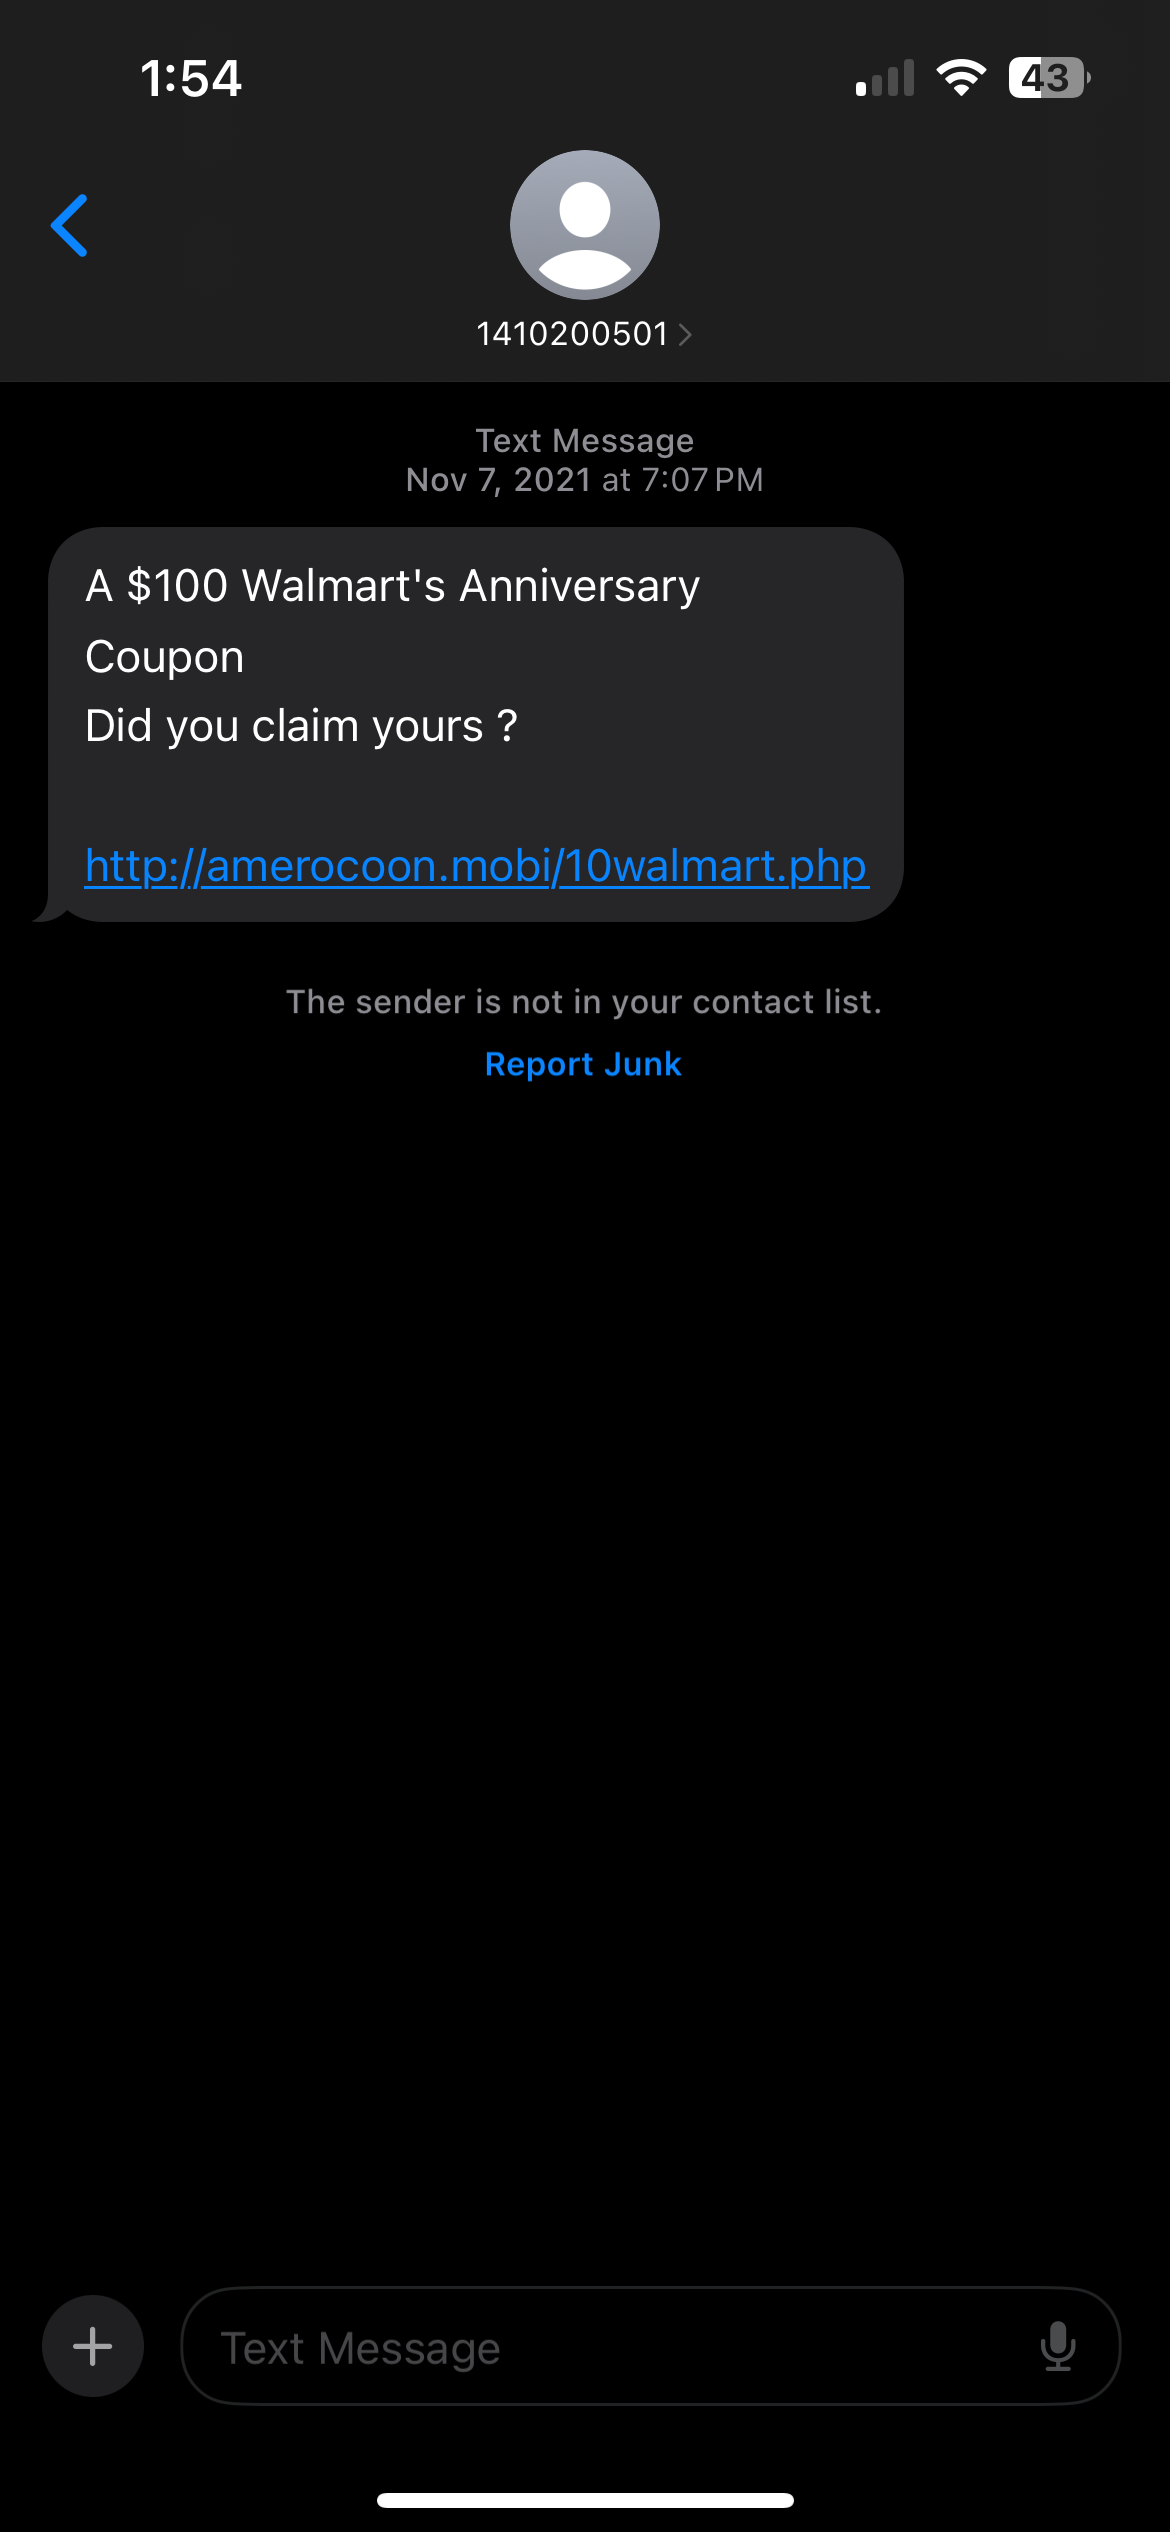 1:54
43
1410200501
Text Message
Nov 7, 2021 at 7:07 PM
A $100 Walmart's Anniversary
Coupon
Did you claim yours ?
http://amerocoon.mobi/10walmart.php
The sender is not in your contact list.
Report Junk
Text Message